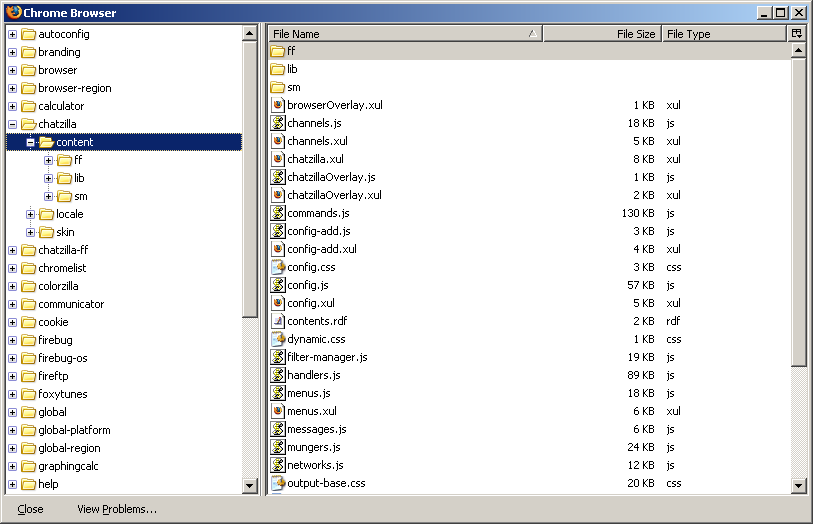 Chrome Browser
autoconfig
branding
browser
browser-region
calculator
chatzilla
content
ff
lib
sm
locale
skin
chatzilla-ff
chromelist
colorzilla
communicator
cookie
firebug
firebug-os
fireftp
foxytunes
global
global-platform
global-region
graphingcalc
help
File Name File Size File Type
ff
lib
sm
browserOverlay.xul 1 KB xul
channels.js 18 KB js
channels.xul 5 KB xul
chatzilla.xul 8 KB xul
chatzillaOverlay.js 1 KB js
chatzillaOverlay.xul 2 KB xul
commands.js 130 KB js
config-add.js 3 KB js
config-add.xul 4 KB xul
config.css 3 KB css
config.js 57 KB js
config.xul 5 KB xul
contents.rdf 2 KB rdf
dynamic.css 1 KB css
filter-manager.js 19 KB js
handlers.js 89 KB js
menus.js 18 KB js
menus.xul 6 KB xul
messages.js 6 KB js
mungers.js 24 KB js
networks.js 12 KB js
output-base.css 20 KB css
Close View Problems...